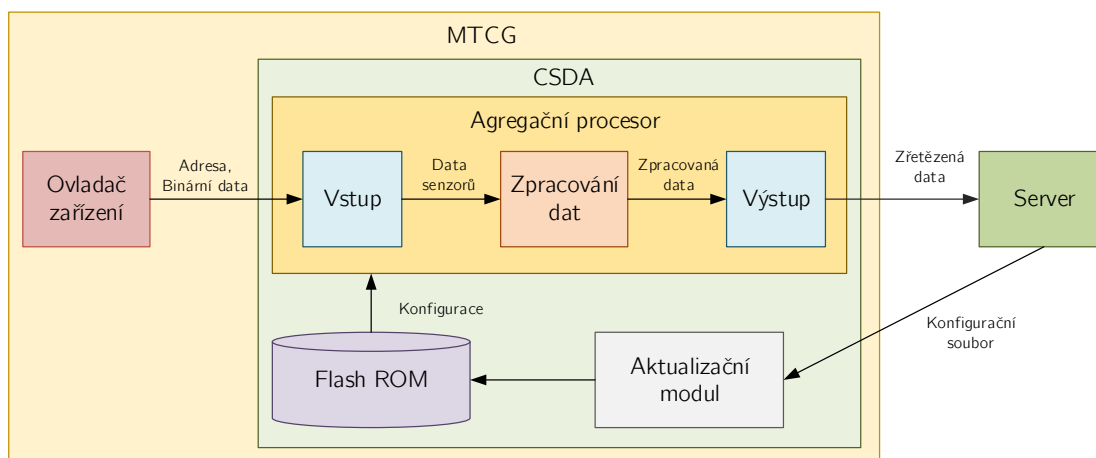 MTCG
CSDA
Agregační procesor
Ovladač
zařízení
Adresa,
Binární data
Vstup
Data
senzorů
Zpracování
dat
Zpracovaná
data
Výstup
Zřetězená
data
Server
Konfigurace
Konfigurační
soubor
Flash ROM
Aktualizační
modul